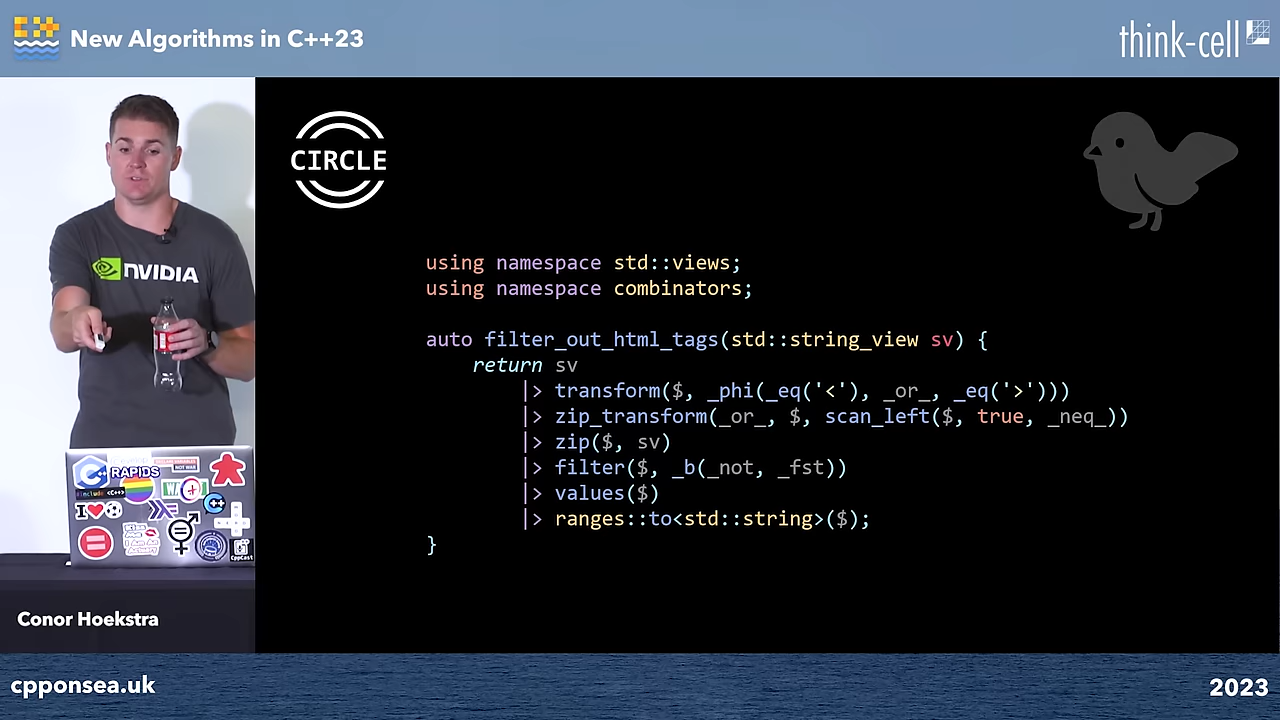 New Algorithms in C++23
think-cell
CIRCLE
NVIDIA
using namespace std::views;
using namespace combinators;
auto filter_out_html_tags(std::string_view sv) {
return sv
|> transform($, _phi(_eq('<'), _or_, _eq('>')))
|> zip_transform(_or_, $, scan_left($, true, _neq_))
|> zip($, sv)
|> filter($, _b(_not, _fst))
|> values($)
|> ranges::to<std::string>($);
}
C++
RAPIDS
#include <C++>
I
C++
CppCast
Conor Hoekstra
cpponsea.uk
2023